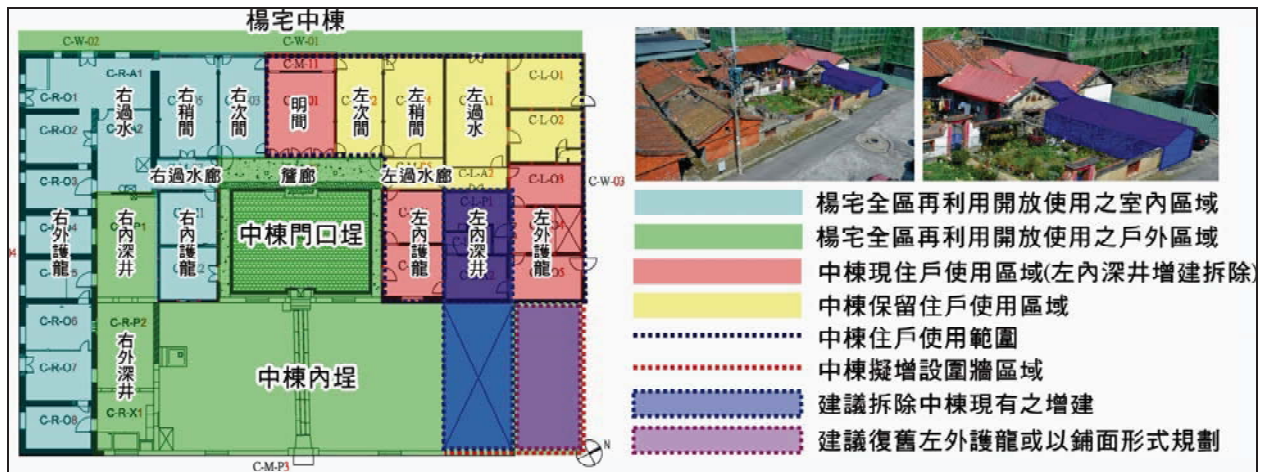 楊宅中棟
C-W-02
C-W-01
C-R-A1
C-R-O1
右過水
右稍間
右次間
C-M-11
明間
左次間
左稍間
左過水
C-L-O1
C-R-O2
C-L-O2
C-R-O3
右過水廊
簷廊
左過水廊
C-L-A2
C-L-O3
C-W-03
右外護龍
右內深井
右內護龍
中棟門口埕
左內護龍
C-L-P1
左內深井
左外護龍
C-R-O6
C-R-P2
右外深井
C-R-O7
中棟內埕
C-R-X1
C-R-O8
C-M-P3
N
楊宅全區再利用開放使用之室內區域
楊宅全區再利用開放使用之戶外區域
中棟現住戶使用區域(左內深井增建拆除)
中棟保留住戶使用區域
中棟住戶使用範圍
中棟擬增設圍牆區域
建議拆除中棟現有之增建
建議復舊左外護龍或以鋪面形式規劃